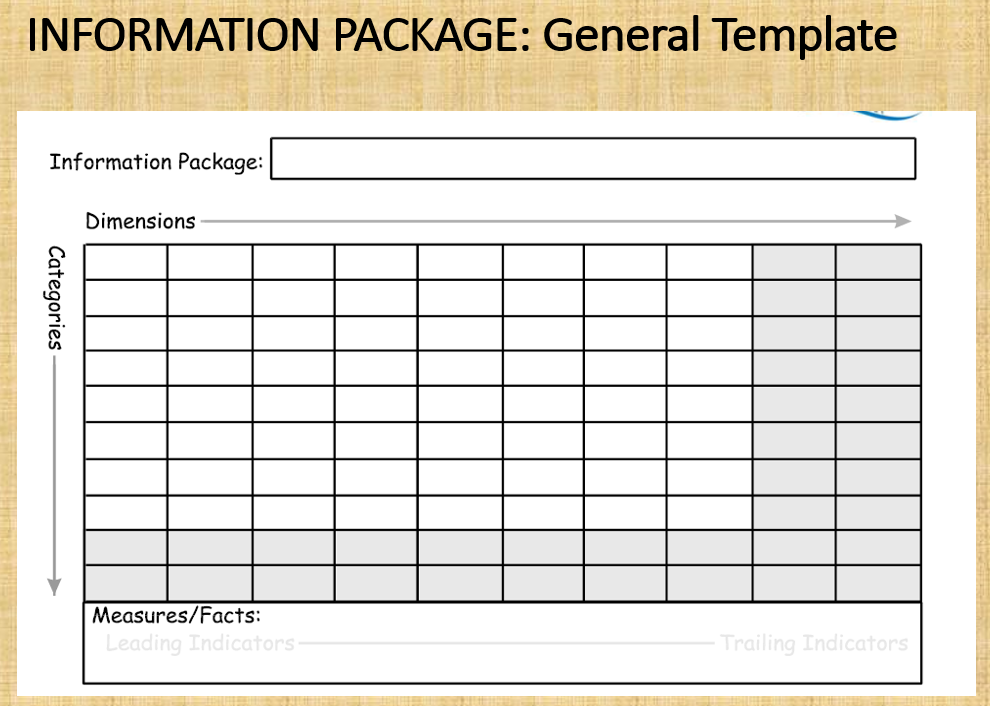 INFORMATION PACKAGE: General Template
Information Package:
Dimensions
Categories
Measures/Facts:
Leading Indicators Trailing Indicators